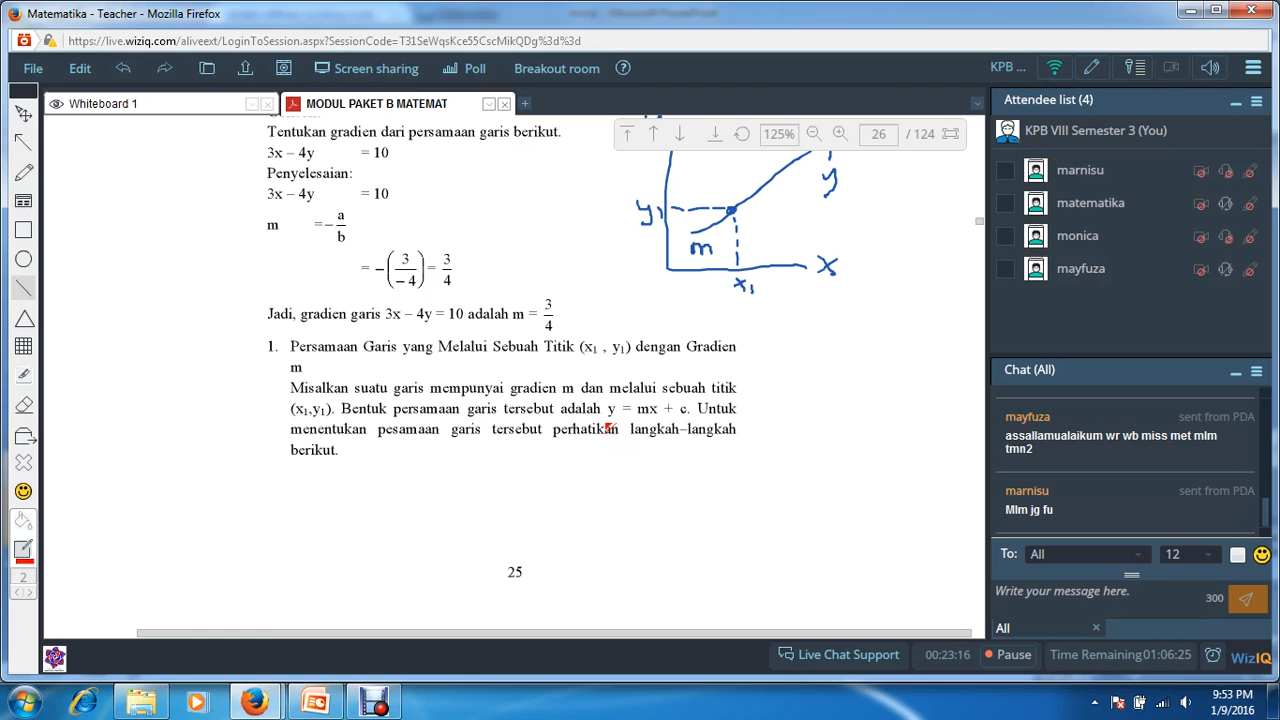 Matematika - Teacher - Mozilla Firefox
https://live.wiziq.com/aliveext/LoginToSession.aspx?SessionCode=T31SeWqsKce55CscMikQDg%3d%3d
File Edit Screen sharing Poll Breakout room ? KPB ...
Whiteboard 1 MODUL PAKET B MATEMAT
125% 26 / 124
Tentukan gradien dari persamaan garis berikut.
3x – 4y = 10
Penyelesaian:
3x – 4y = 10
m = – a/b
= –(3/–4) = 3/4
Jadi, gradien garis 3x – 4y = 10 adalah m = 3/4
1. Persamaan Garis yang Melalui Sebuah Titik (x1 , y1) dengan Gradien
m
Misalkan suatu garis mempunyai gradien m dan melalui sebuah titik
(x1,y1). Bentuk persamaan garis tersebut adalah y = mx + c. Untuk
menentukan pesamaan garis tersebut perhatikan langkah–langkah
berikut.
25
y
y1
m
x
x1
Attendee list (4)
KPB VIII Semester 3 (You)
marnisu
matematika
monica
mayfuza
Chat (All)
mayfuza sent from PDA
assallamualaikum wr wb miss met mlm
tmn2
marnisu sent from PDA
Mlm jg fu
To: All 12
Write your message here. 300
All
2
Live Chat Support 00:23:16 Pause Time Remaining 01:06:25 WizIQ
9:53 PM
1/9/2016